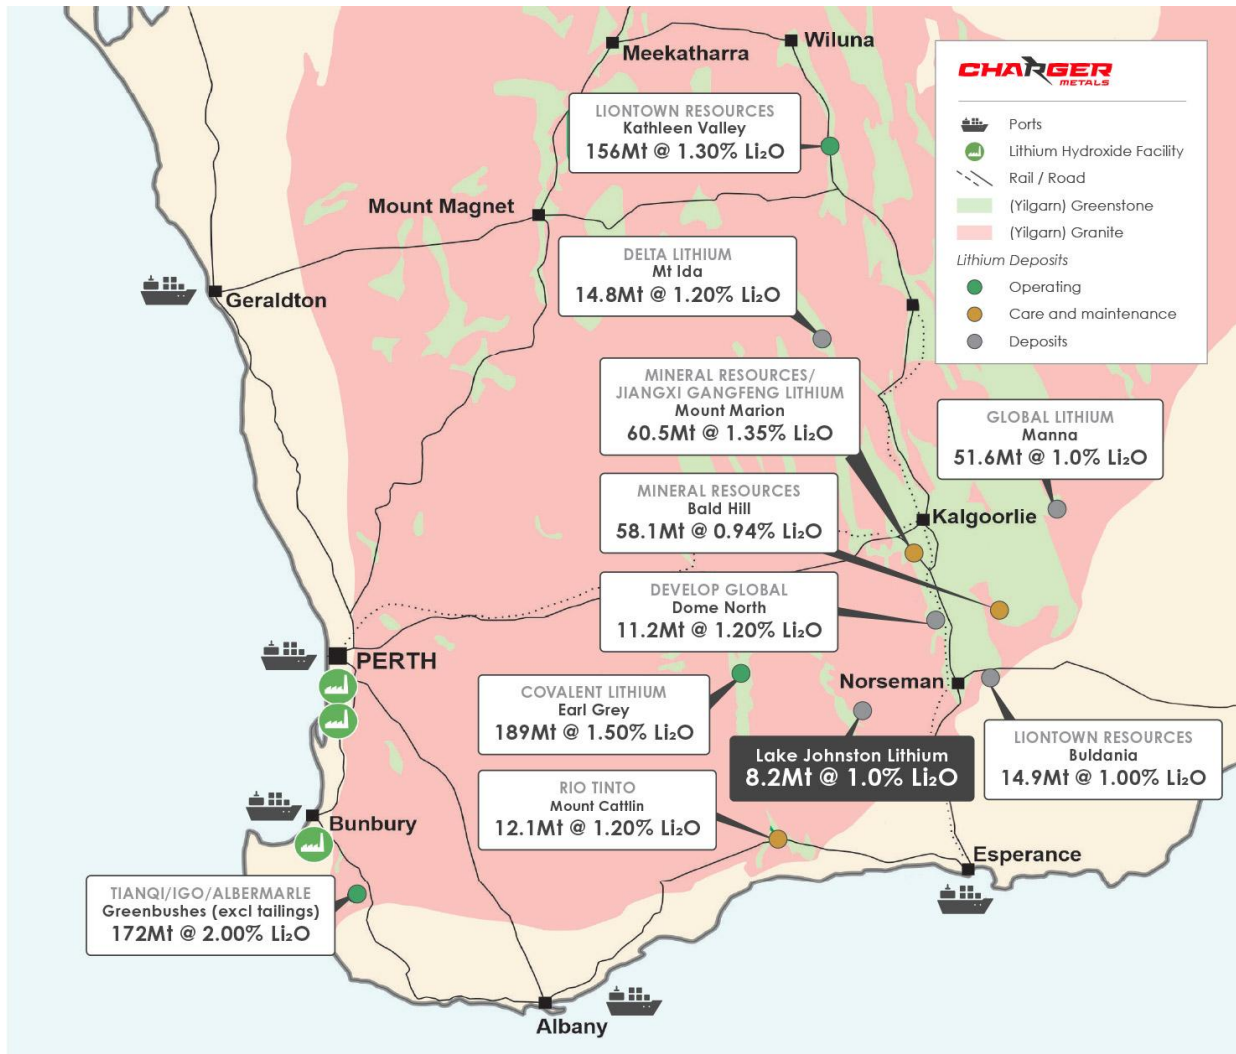 Meekatharra
Wiluna
LIONTOWN RESOURCES
Kathleen Valley
156Mt @ 1.30% Li₂O
CHARGER
METALS
Ports
Lithium Hydroxide Facility
Rail / Road
(Yilgarn) Greenstone
(Yilgarn) Granite
Lithium Deposits
Operating
Care and maintenance
Deposits
Mount Magnet
DELTA LITHIUM
Mt Ida
14.8Mt @ 1.20% Li₂O
Geraldton
MINERAL RESOURCES/
JIANGXI GANGFENG LITHIUM
Mount Marion
60.5Mt @ 1.35% Li₂O
GLOBAL LITHIUM
Manna
51.6Mt @ 1.0% Li₂O
MINERAL RESOURCES
Bald Hill
58.1Mt @ 0.94% Li₂O
Kalgoorlie
DEVELOP GLOBAL
Dome North
11.2Mt @ 1.20% Li₂O
PERTH
Norseman
COVALENT LITHIUM
Earl Grey
189Mt @ 1.50% Li₂O
Lake Johnston Lithium
8.2Mt @ 1.0% Li₂O
LIONTOWN RESOURCES
Buldania
14.9Mt @ 1.00% Li₂O
RIO TINTO
Mount Cattlin
12.1Mt @ 1.20% Li₂O
Bunbury
Esperance
TIANQI/IGO/ALBERMARLE
Greenbushes (excl tailings)
172Mt @ 2.00% Li₂O
Albany